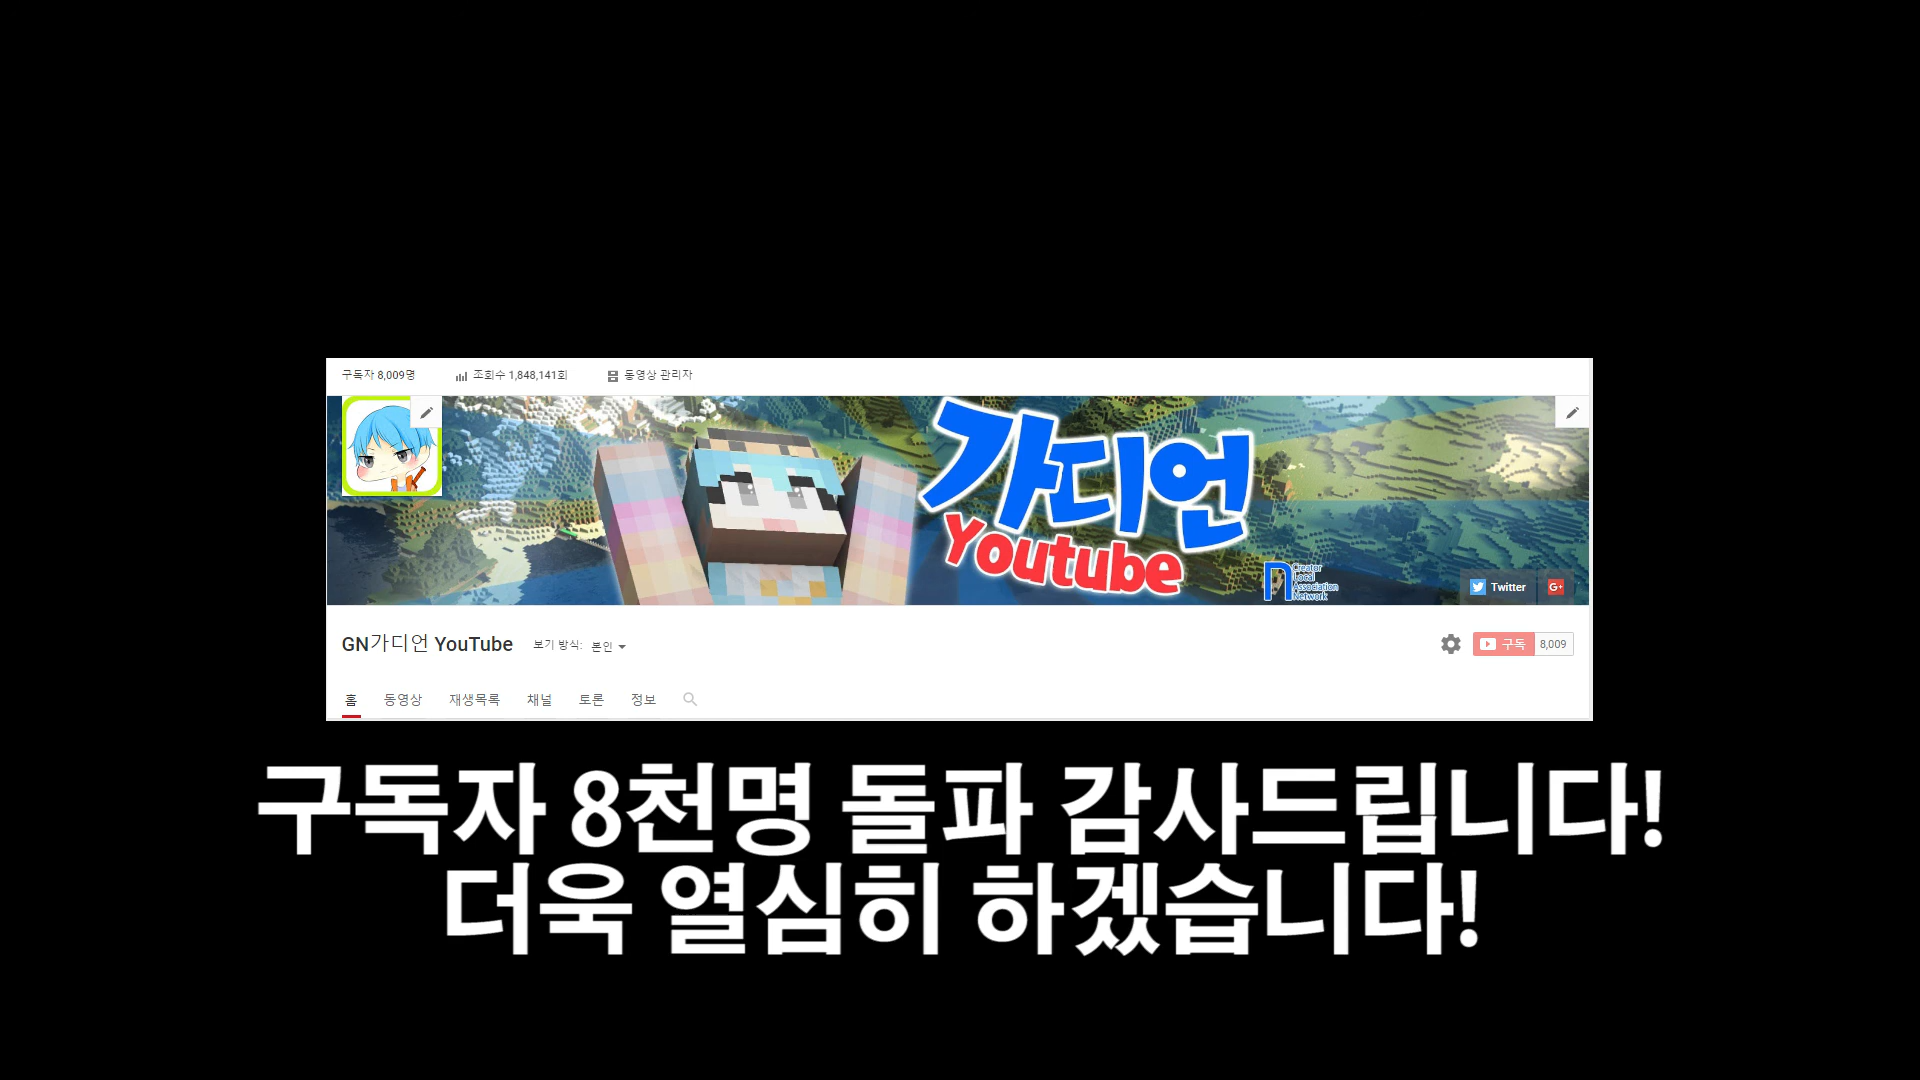 구독자 8,009명 조회수 1,848,141회 동영상 관리자
가디언
Youtube
Creator
Local
Association
Network
Twitter G+
GN가디언 YouTube 보기 방식: 본인 구독 8,009
홈 동영상 재생목록 채널 토론 정보
구독자 8천명 돌파 감사드립니다!
더욱 열심히 하겠습니다!